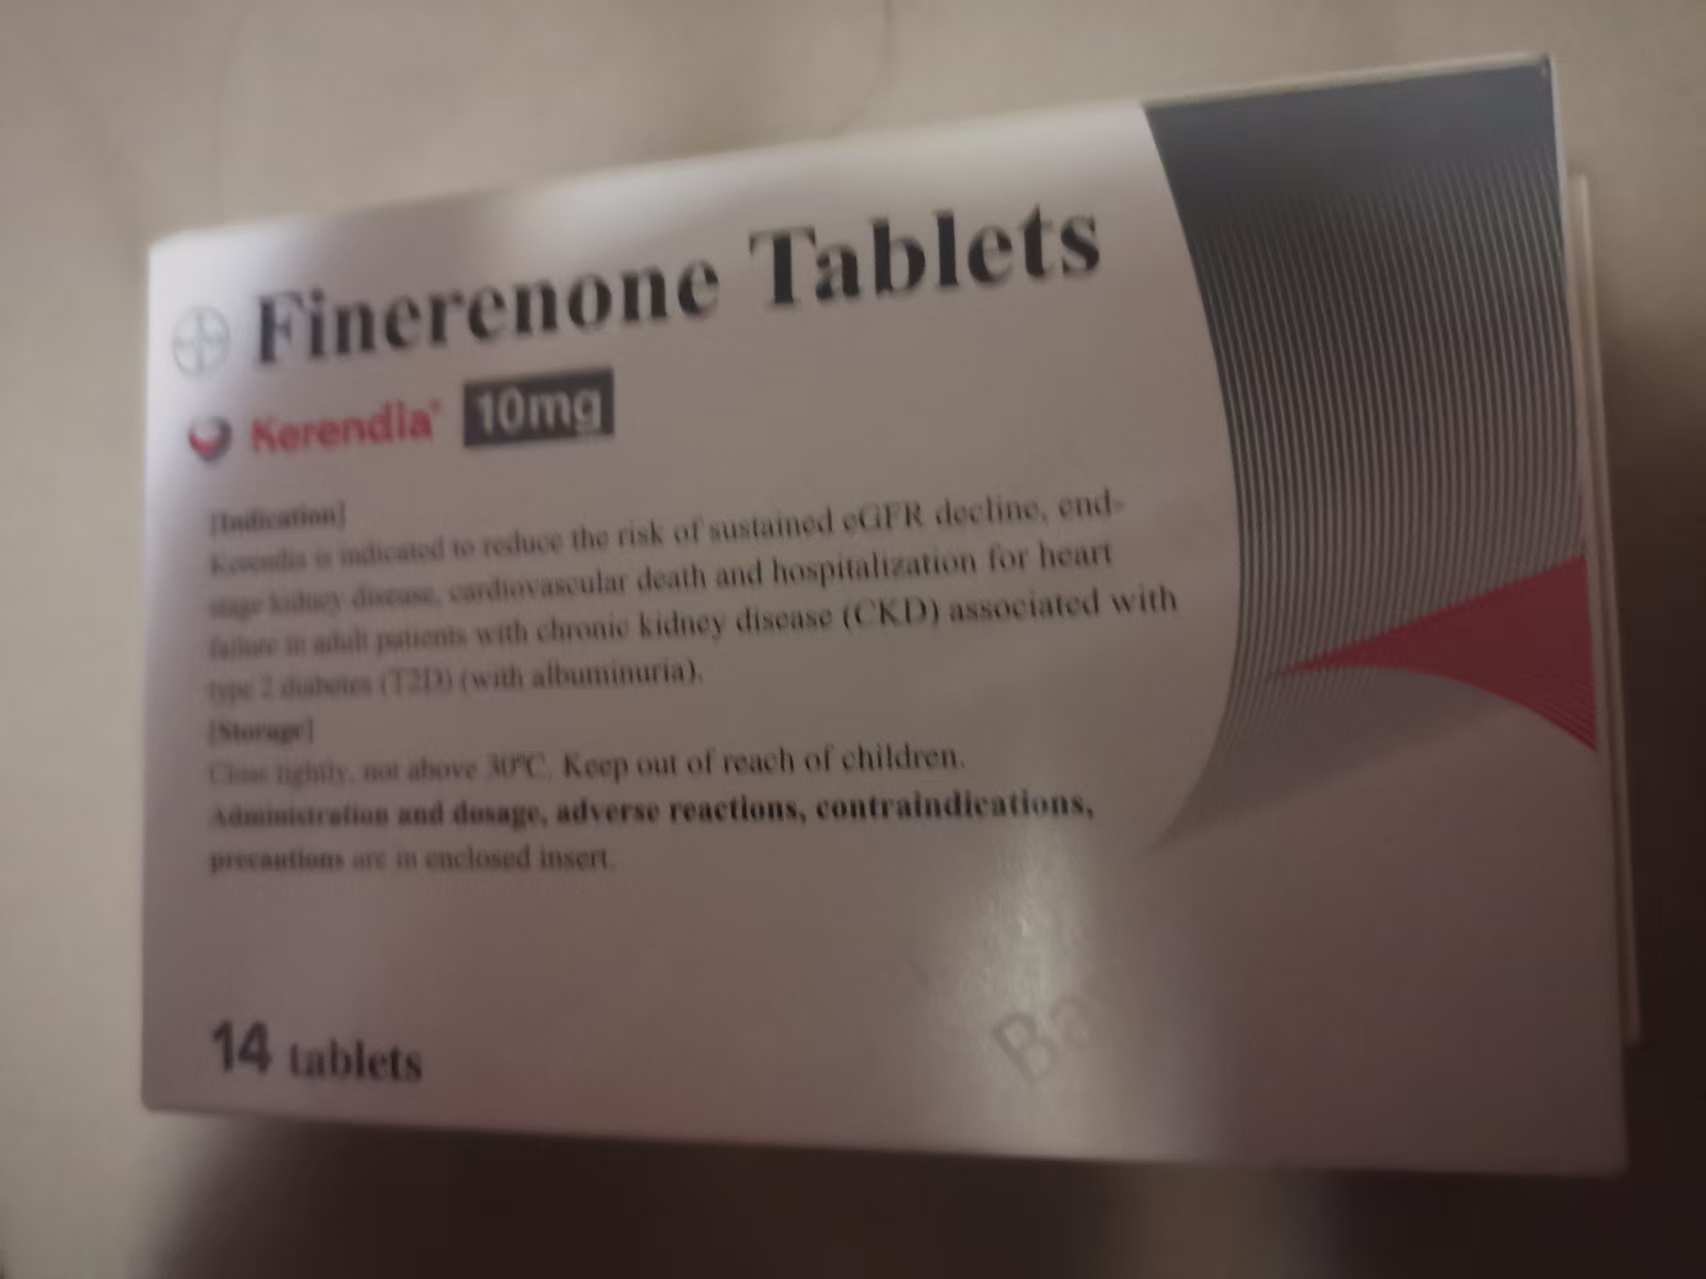 Finerenone Tablets
Kerendia® 10mg
[Indication]
Kerendia is indicated to reduce the risk of sustained eGFR decline, end-
stage kidney disease, cardiovascular death and hospitalization for heart
failure in adult patients with chronic kidney disease (CKD) associated with
type 2 diabetes (T2D) (with albuminuria).
[Storage]
Close tightly, not above 30°C. Keep out of reach of children.
Administration and dosage, adverse reactions, contraindications,
precautions are in enclosed insert.
14 tablets